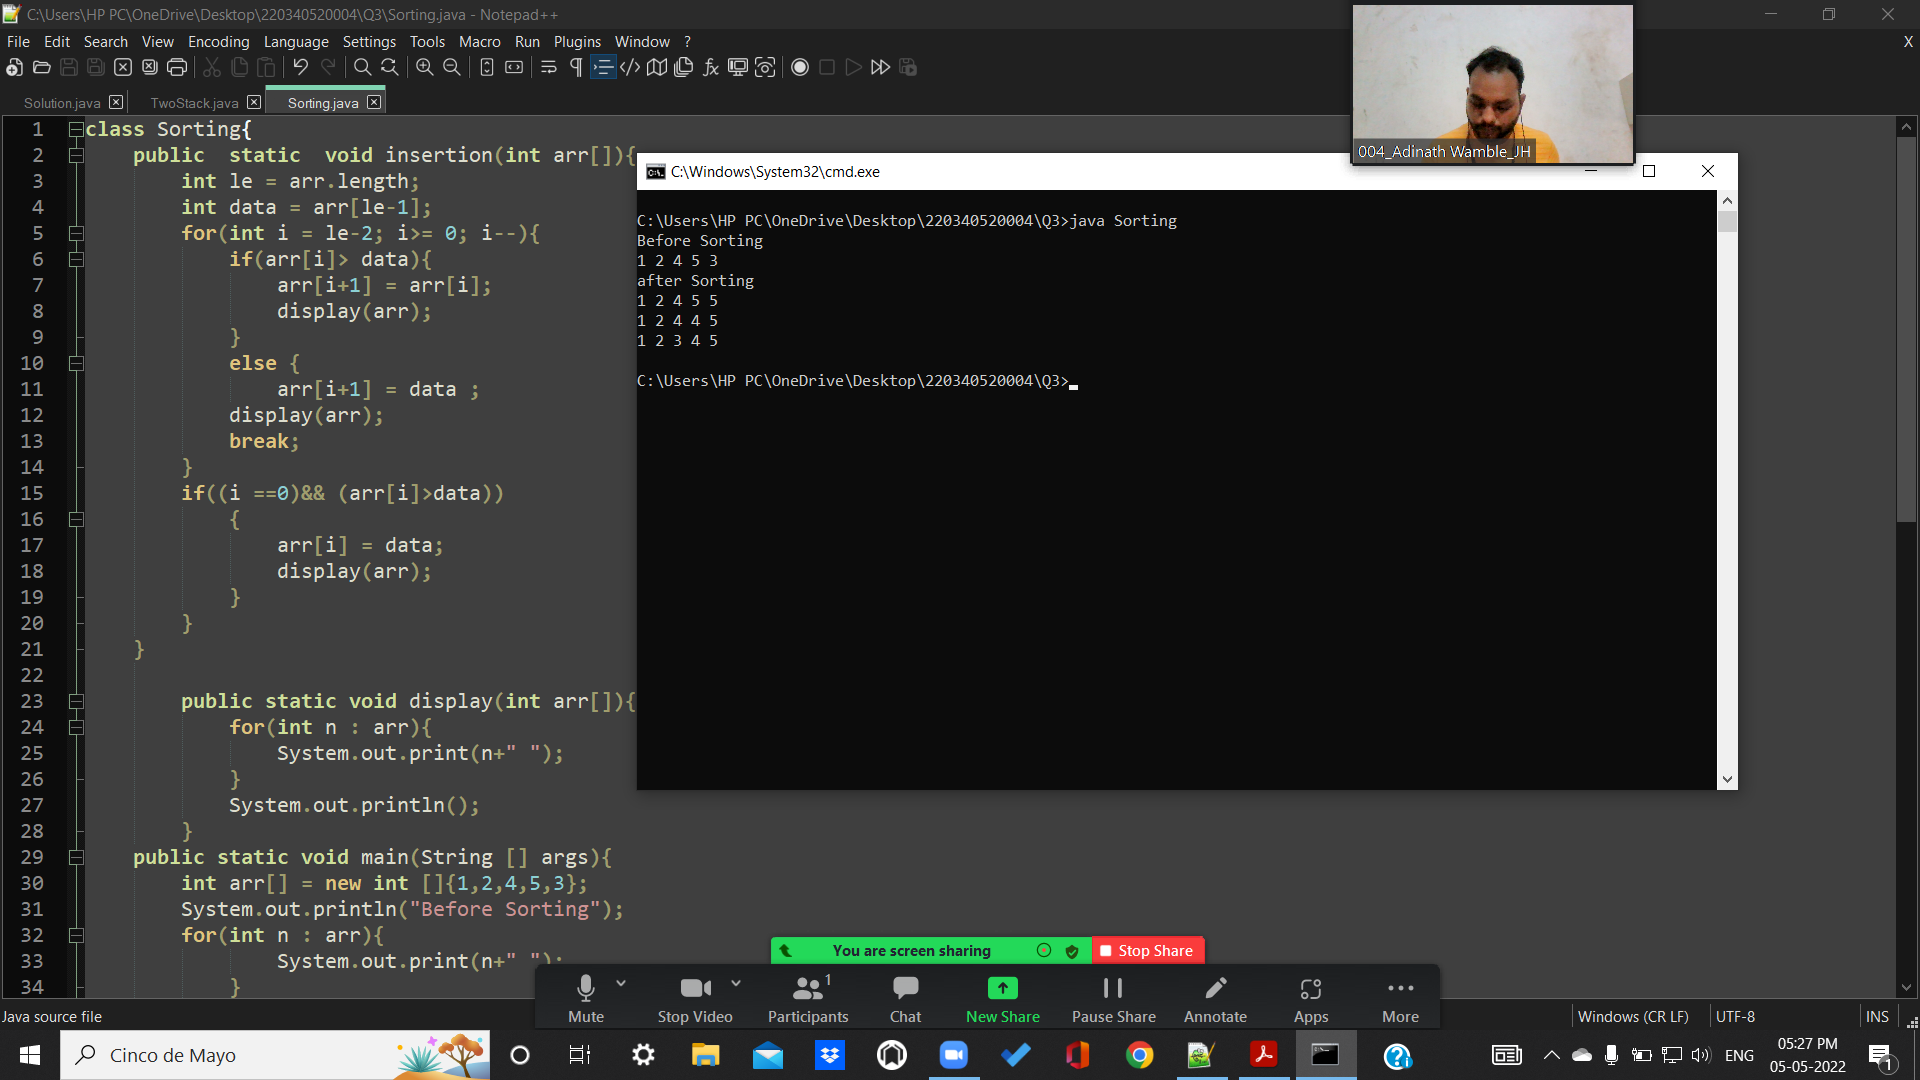 C:\Users\HP PC\OneDrive\Desktop\220340520004\Q3\Sorting.java - Notepad++
File Edit Search View Encoding Language Settings Tools Macro Run Plugins Window ? X
Solution.java TwoStack.java Sorting.java
1 class Sorting{
2 public static void insertion(int arr[]){
3 int le = arr.length;
4 int data = arr[le-1];
5 for(int i = le-2; i>= 0; i--){
6 if(arr[i]> data){
7 arr[i+1] = arr[i];
8 display(arr);
9 }
10 else {
11 arr[i+1] = data ;
12 display(arr);
13 break;
14 }
15 if((i ==0)&& (arr[i]>data))
16 {
17 arr[i] = data;
18 display(arr);
19 }
20 }
21 }
22
23 public static void display(int arr[]){
24 for(int n : arr){
25 System.out.print(n+" ");
26 }
27 System.out.println();
28 }
29 public static void main(String [] args){
30 int arr[] = new int []{1,2,4,5,3};
31 System.out.println("Before Sorting");
32 for(int n : arr){
33 System.out.print(n+" ");
34 }
004_Adinath Wamble_JH
C:\Windows\System32\cmd.exe
C:\Users\HP PC\OneDrive\Desktop\220340520004\Q3>java Sorting
Before Sorting
1 2 4 5 3
after Sorting
1 2 4 5 5
1 2 4 4 5
1 2 3 4 5
C:\Users\HP PC\OneDrive\Desktop\220340520004\Q3>
You are screen sharing Stop Share
1
Mute Stop Video Participants Chat New Share Pause Share Annotate Apps More
Java source file Windows (CR LF) UTF-8 INS
Cinco de Mayo ENG 05:27 PM
05-05-2022 1